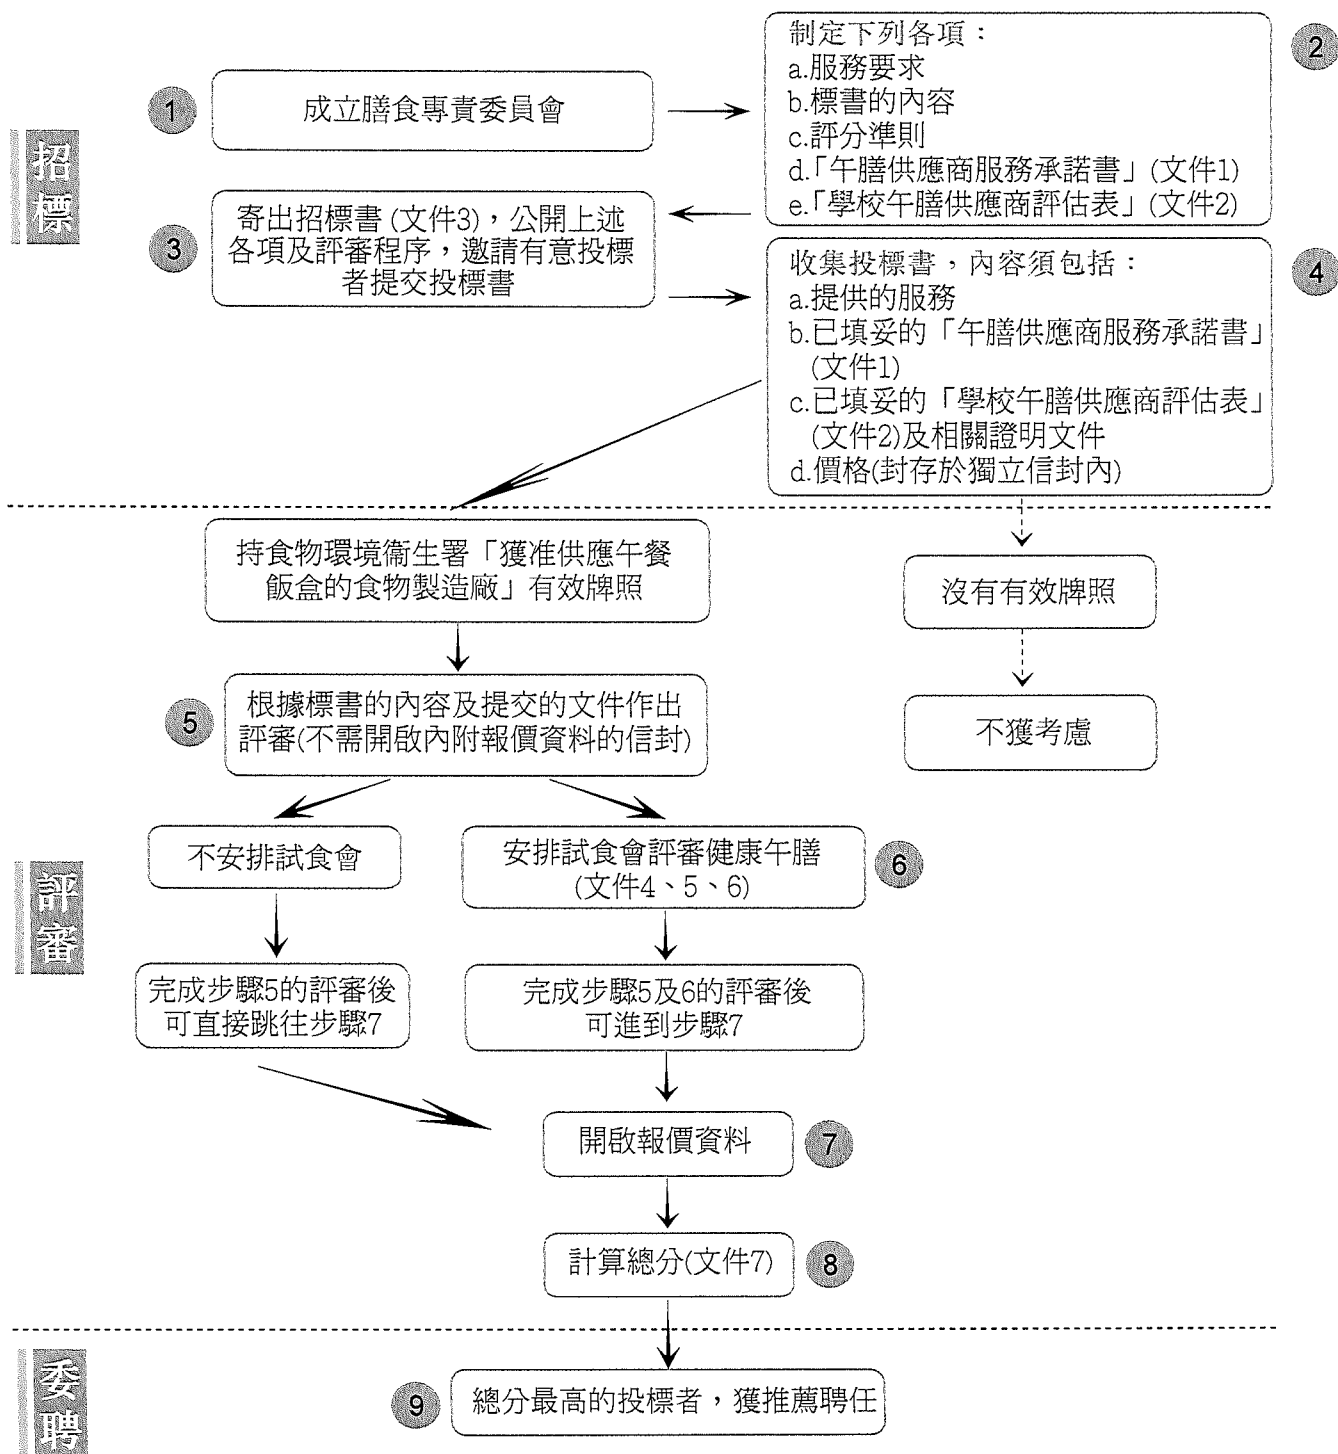 招標
1
成立膳食專責委員會
2
制定下列各項：
a.服務要求
b.標書的內容
c.評分準則
d.「午膳供應商服務承諾書」(文件1)
e.「學校午膳供應商評估表」(文件2)
3
寄出招標書 (文件3)，公開上述
各項及評審程序，邀請有意投標
者提交投標書
4
收集投標書，內容須包括：
a.提供的服務
b.已填妥的「午膳供應商服務承諾書」
(文件1)
c.已填妥的「學校午膳供應商評估表」
(文件2)及相關證明文件
d.價格(封存於獨立信封內)
評審
持食物環境衞生署「獲准供應午餐
飯盒的食物製造廠」有效牌照
沒有有效牌照
不獲考慮
5
根據標書的內容及提交的文件作出
評審(不需開啟內附報價資料的信封)
不安排試食會
安排試食會評審健康午膳
(文件4、5、6)
6
完成步驟5的評審後
可直接跳往步驟7
完成步驟5及6的評審後
可進到步驟7
開啟報價資料
7
計算總分(文件7)
8
委聘
9
總分最高的投標者，獲推薦聘任